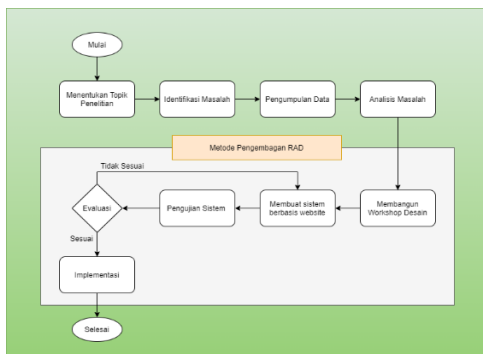 Mulai
Menentukan Topik
Penelitian
Identifikasi Masalah
Pengumpulan Data
Analisis Masalah
Metode Pengembagan RAD
Tidak Sesuai
Evaluasi
Pengujian Sistem
Membuat sistem
berbasis website
Membangun
Workshop Desain
Sesuai
Implementasi
Selesai